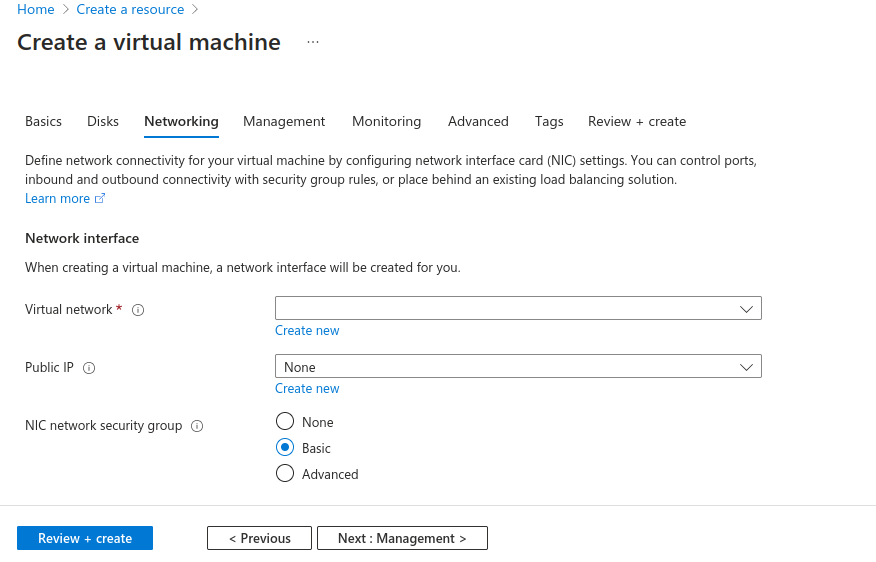 Home > Create a resource >
Create a virtual machine ...
Basics Disks Networking Management Monitoring Advanced Tags Review + create
Define network connectivity for your virtual machine by configuring network interface card (NIC) settings. You can control ports,
inbound and outbound connectivity with security group rules, or place behind an existing load balancing solution.
Learn more
Network interface
When creating a virtual machine, a network interface will be created for you.
Virtual network *
Create new
Public IP None
Create new
NIC network security group
None
Basic
Advanced
Review + create < Previous Next : Management >